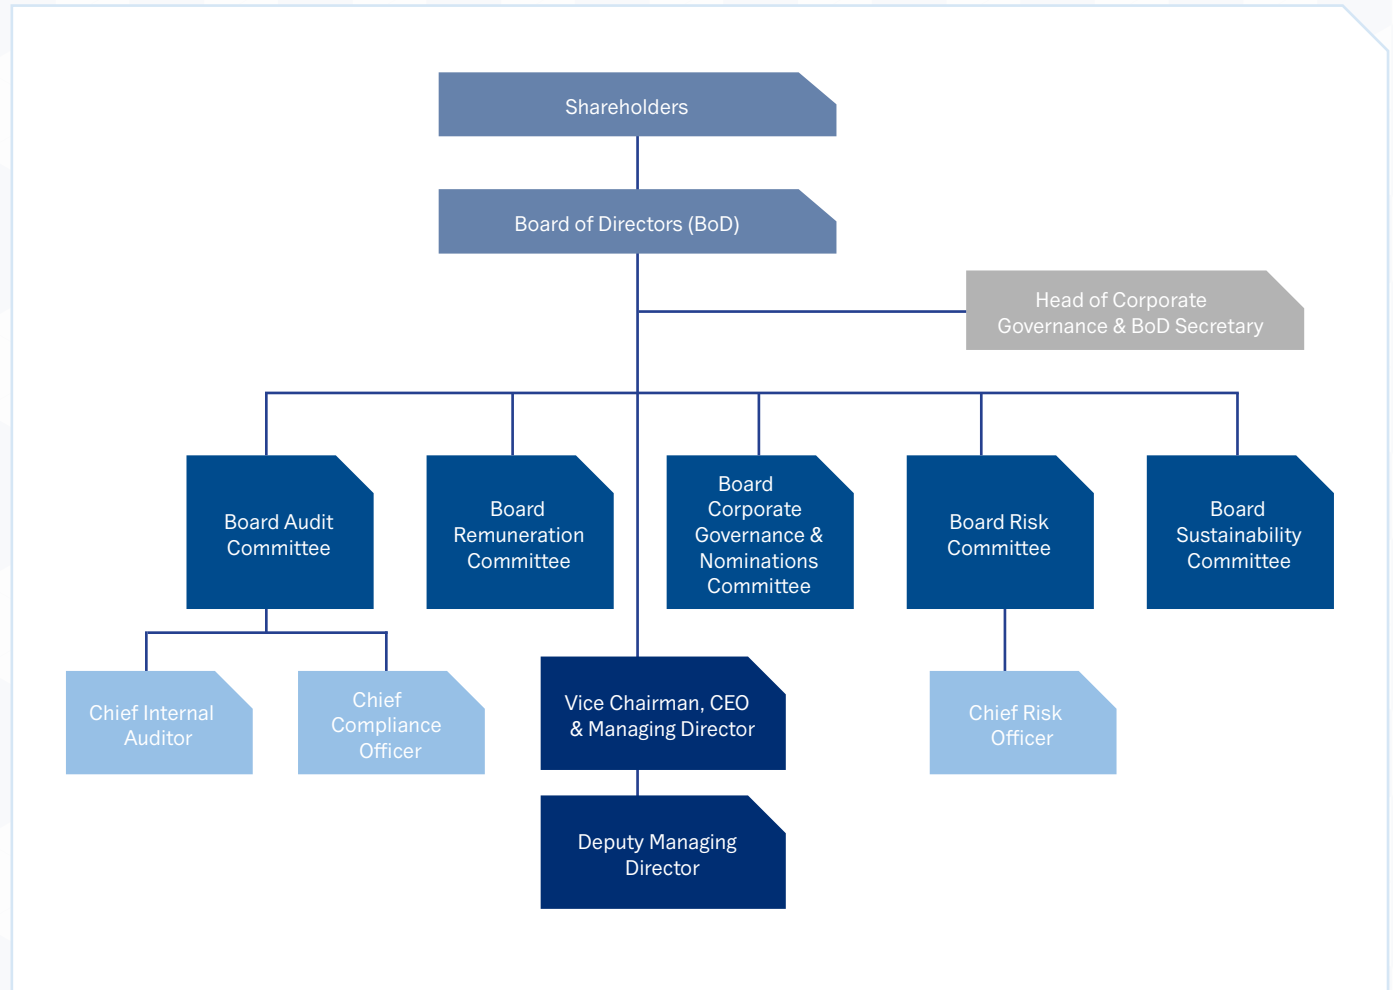 Shareholders
Board of Directors (BoD)
Head of Corporate
Governance & BoD Secretary
Board Audit
Committee
Board
Remuneration
Committee
Board
Corporate
Governance &
Nominations
Committee
Board Risk
Committee
Board
Sustainability
Committee
Chief Internal
Auditor
Chief
Compliance
Officer
Vice Chairman, CEO
& Managing Director
Chief Risk
Officer
Deputy Managing
Director